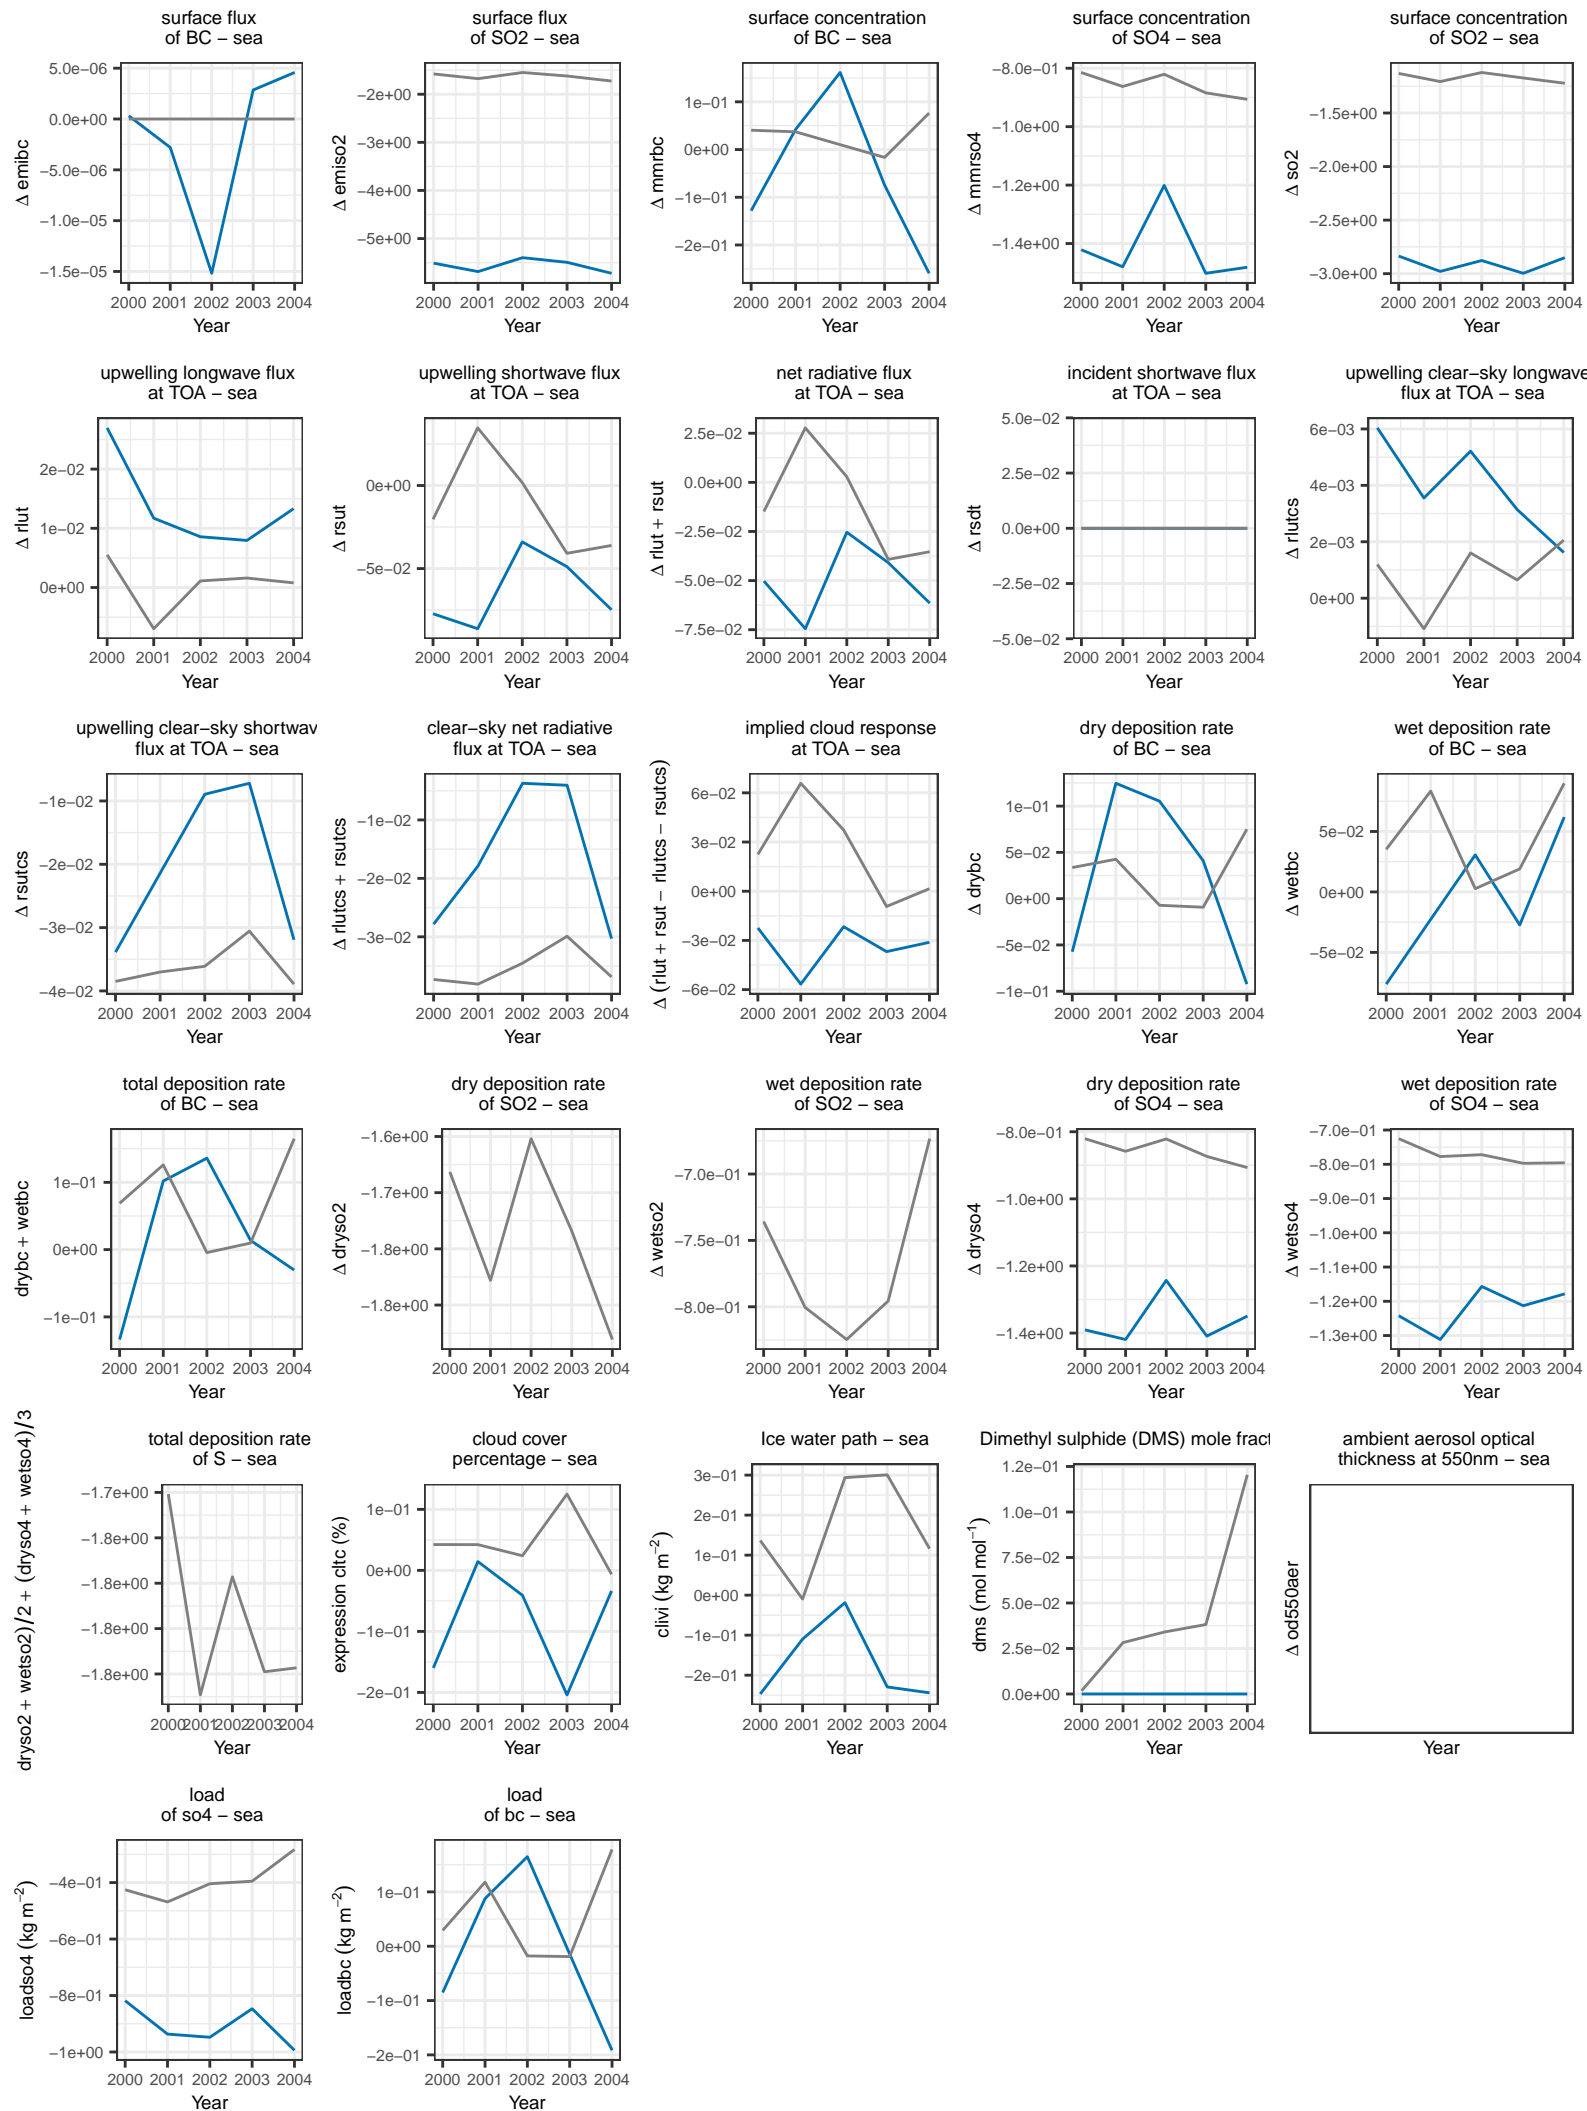 surface flux
of BC − sea
Δ emibc
5.0e−06
0.0e+00
−5.0e−06
−1.0e−05
−1.5e−05
2000 2001 2002 2003 2004
Year
surface flux
of SO2 − sea
Δ emiso2
−2e+00
−3e+00
−4e+00
−5e+00
2000 2001 2002 2003 2004
Year
surface concentration
of BC − sea
Δ mmrbc
1e−01
0e+00
−1e−01
−2e−01
2000 2001 2002 2003 2004
Year
surface concentration
of SO4 − sea
Δ mmrso4
−8.0e−01
−1.0e+00
−1.2e+00
−1.4e+00
2000 2001 2002 2003 2004
Year
surface concentration
of SO2 − sea
Δ so2
−1.5e+00
−2.0e+00
−2.5e+00
−3.0e+00
2000 2001 2002 2003 2004
Year
upwelling longwave flux
at TOA − sea
Δ rlut
2e−02
1e−02
0e+00
2000 2001 2002 2003 2004
Year
upwelling shortwave flux
at TOA − sea
Δ rsut
0e+00
−5e−02
2000 2001 2002 2003 2004
Year
net radiative flux
at TOA − sea
Δ rlut + rsut
2.5e−02
0.0e+00
−2.5e−02
−5.0e−02
−7.5e−02
2000 2001 2002 2003 2004
Year
incident shortwave flux
at TOA − sea
Δ rsdt
5.0e−02
2.5e−02
0.0e+00
−2.5e−02
−5.0e−02
2000 2001 2002 2003 2004
Year
upwelling clear−sky longwave
flux at TOA − sea
Δ rlutcs
6e−03
4e−03
2e−03
0e+00
2000 2001 2002 2003 2004
Year
upwelling clear−sky shortwav
flux at TOA − sea
Δ rsutcs
−1e−02
−2e−02
−3e−02
−4e−02
2000 2001 2002 2003 2004
Year
clear−sky net radiative
flux at TOA − sea
Δ rlutcs + rsutcs
−1e−02
−2e−02
−3e−02
2000 2001 2002 2003 2004
Year
implied cloud response
at TOA − sea
Δ (rlut + rsut − rlutcs − rsutcs)
6e−02
3e−02
0e+00
−3e−02
−6e−02
2000 2001 2002 2003 2004
Year
dry deposition rate
of BC − sea
Δ drybc
1e−01
5e−02
0e+00
−5e−02
−1e−01
2000 2001 2002 2003 2004
Year
wet deposition rate
of BC − sea
Δ wetbc
5e−02
0e+00
−5e−02
2000 2001 2002 2003 2004
Year
total deposition rate
of BC − sea
drybc + wetbc
1e−01
0e+00
−1e−01
2000 2001 2002 2003 2004
Year
dry deposition rate
of SO2 − sea
Δ dryso2
−1.6e+00
−1.7e+00
−1.8e+00
−1.8e+00
2000 2001 2002 2003 2004
Year
wet deposition rate
of SO2 − sea
Δ wetso2
−7.0e−01
−7.5e−01
−8.0e−01
2000 2001 2002 2003 2004
Year
dry deposition rate
of SO4 − sea
Δ dryso4
−8.0e−01
−1.0e+00
−1.2e+00
−1.4e+00
2000 2001 2002 2003 2004
Year
wet deposition rate
of SO4 − sea
Δ wetso4
−7.0e−01
−8.0e−01
−9.0e−01
−1.0e+00
−1.1e+00
−1.2e+00
−1.3e+00
2000 2001 2002 2003 2004
Year
total deposition rate
of S − sea
dryso2 + wetso2)/2 + (dryso4 + wetso4)/3
−1.7e+00
−1.8e+00
−1.8e+00
−1.8e+00
−1.8e+00
2000 2001 2002 2003 2004
Year
cloud cover
percentage − sea
expression cltc (%)
1e−01
0e+00
−1e−01
−2e−01
2000 2001 2002 2003 2004
Year
Ice water path − sea
clivi (kg m⁻²)
3e−01
2e−01
1e−01
0e+00
−1e−01
−2e−01
2000 2001 2002 2003 2004
Year
Dimethyl sulphide (DMS) mole fract
dms (mol mol⁻¹)
1.2e−01
1.0e−01
7.5e−02
5.0e−02
2.5e−02
0.0e+00
2000 2001 2002 2003 2004
Year
ambient aerosol optical
thickness at 550nm − sea
Δ od550aer
Year
load
of so4 − sea
loadso4 (kg m⁻²)
−4e−01
−6e−01
−8e−01
−1e+00
2000 2001 2002 2003 2004
Year
load
of bc − sea
loadbc (kg m⁻²)
1e−01
0e+00
−1e−01
−2e−01
2000 2001 2002 2003 2004
Year